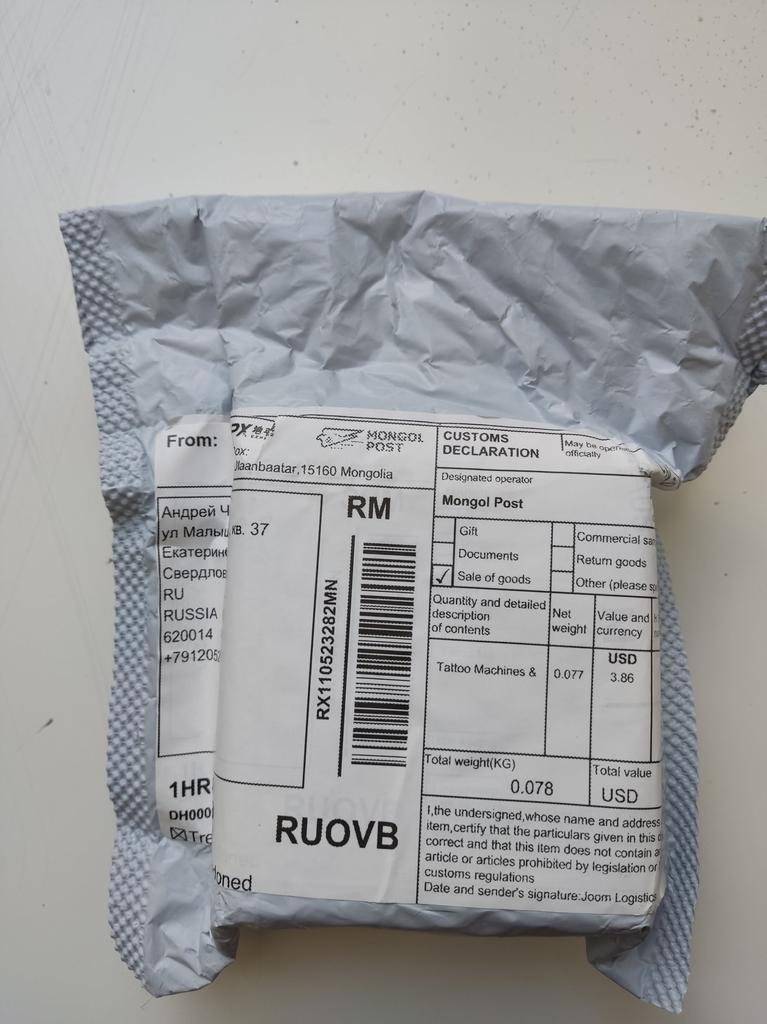 From:
PX
MONGOL
POST
Ulaanbaatar,15160 Mongolia
CUSTOMS
DECLARATION
May be opened
officially
Designated operator
Mongol Post
Gift
Documents
✓ Sale of goods
Commercial
Return goods
Other (please
Quantity and detailed
description
of contents
Net
weight
Value and
currency
Tattoo Machines &
0.077
USD
3.86
Total weight(KG)
0.078
Total value
USD
I,the undersigned,whose name and address
item,certify that the particulars given in this
correct and that this item does not contain
article or articles prohibited by legislation or
customs regulations
Date and sender's signature:Joom Logistics
RM
RX110523282MN
RUOVB
Андрей Ч
ул Малыш
кв. 37
Екатерин
Свердлов
RU
RUSSIA
620014
+7912052
1HR
DH000
Tre
oned